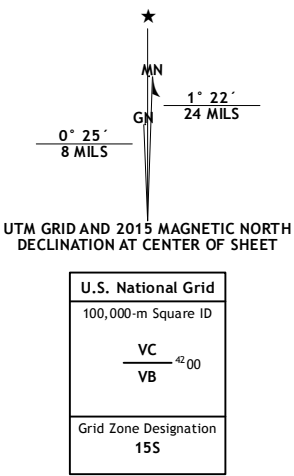 ★
MN
1° 22´
24 MILS
GN
0° 25´
8 MILS
UTM GRID AND 2015 MAGNETIC NORTH
DECLINATION AT CENTER OF SHEET
U.S. National Grid
100,000-m Square ID
VC
⁴²00
VB
Grid Zone Designation
15S